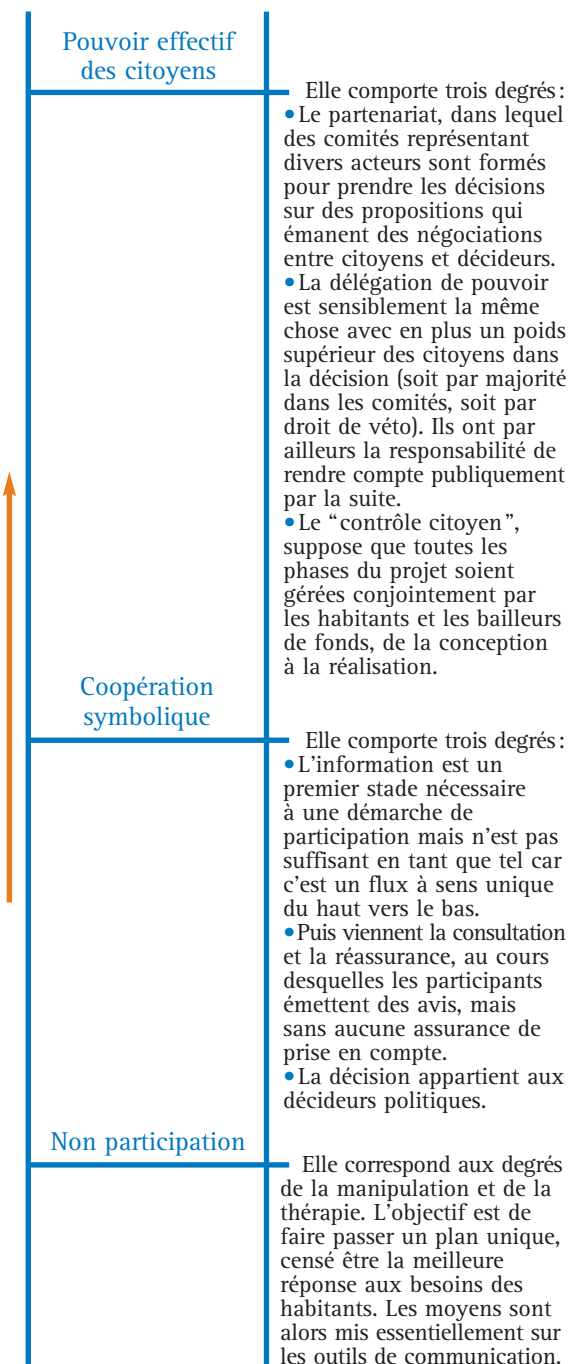 Pouvoir effectif
des citoyens
Elle comporte trois degrés :
•Le partenariat, dans lequel
des comités représentant
divers acteurs sont formés
pour prendre les décisions
sur des propositions qui
émanent des négociations
entre citoyens et décideurs.
•La délégation de pouvoir
est sensiblement la même
chose avec en plus un poids
supérieur des citoyens dans
la décision (soit par majorité
dans les comités, soit par
droit de véto). Ils ont par
ailleurs la responsabilité de
rendre compte publiquement
par la suite.
•Le “contrôle citoyen”,
suppose que toutes les
phases du projet soient
gérées conjointement par
les habitants et les bailleurs
de fonds, de la conception
à la réalisation.
Coopération
symbolique
Elle comporte trois degrés :
•L’information est un
premier stade nécessaire
à une démarche de
participation mais n’est pas
suffisant en tant que tel car
c’est un flux à sens unique
du haut vers le bas.
•Puis viennent la consultation
et la réassurance, au cours
desquelles les participants
émettent des avis, mais
sans aucune assurance de
prise en compte.
•La décision appartient aux
décideurs politiques.
Non participation
Elle correspond aux degrés
de la manipulation et de la
thérapie. L’objectif est de
faire passer un plan unique,
censé être la meilleure
réponse aux besoins des
habitants. Les moyens sont
alors mis essentiellement sur
les outils de communication.